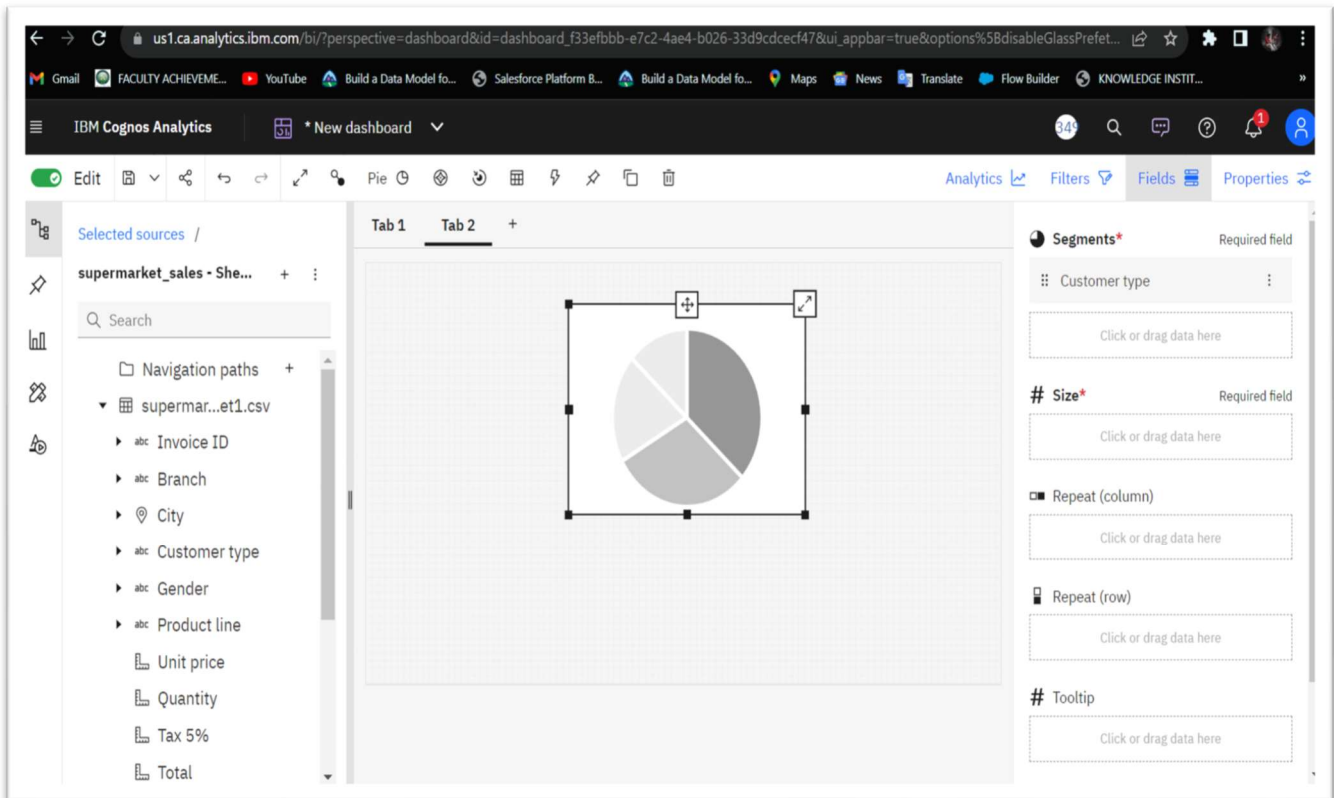 us1.ca.analytics.ibm.com/bi/?perspective=dashboard&id=dashboard_f33efbbb-e7c2-4ae4-b026-33d9cdcecf47&ui_appbar=true&options%5BdisableGlassPrefet...
Gmail FACULTY ACHIEVEME... YouTube Build a Data Model fo... Salesforce Platform B... Build a Data Model fo... Maps News Translate Flow Builder KNOWLEDGE INSTIT... »
IBM Cognos Analytics * New dashboard 349 1
Edit Pie Analytics Filters Fields Properties
Selected sources /
supermarket_sales - She... +
Search
Navigation paths +
supermar...et1.csv
abc Invoice ID
abc Branch
City
abc Customer type
abc Gender
abc Product line
Unit price
Quantity
Tax 5%
Total
Tab 1 Tab 2 +
Segments* Required field
Customer type
Click or drag data here
# Size* Required field
Click or drag data here
Repeat (column)
Click or drag data here
Repeat (row)
Click or drag data here
# Tooltip
Click or drag data here